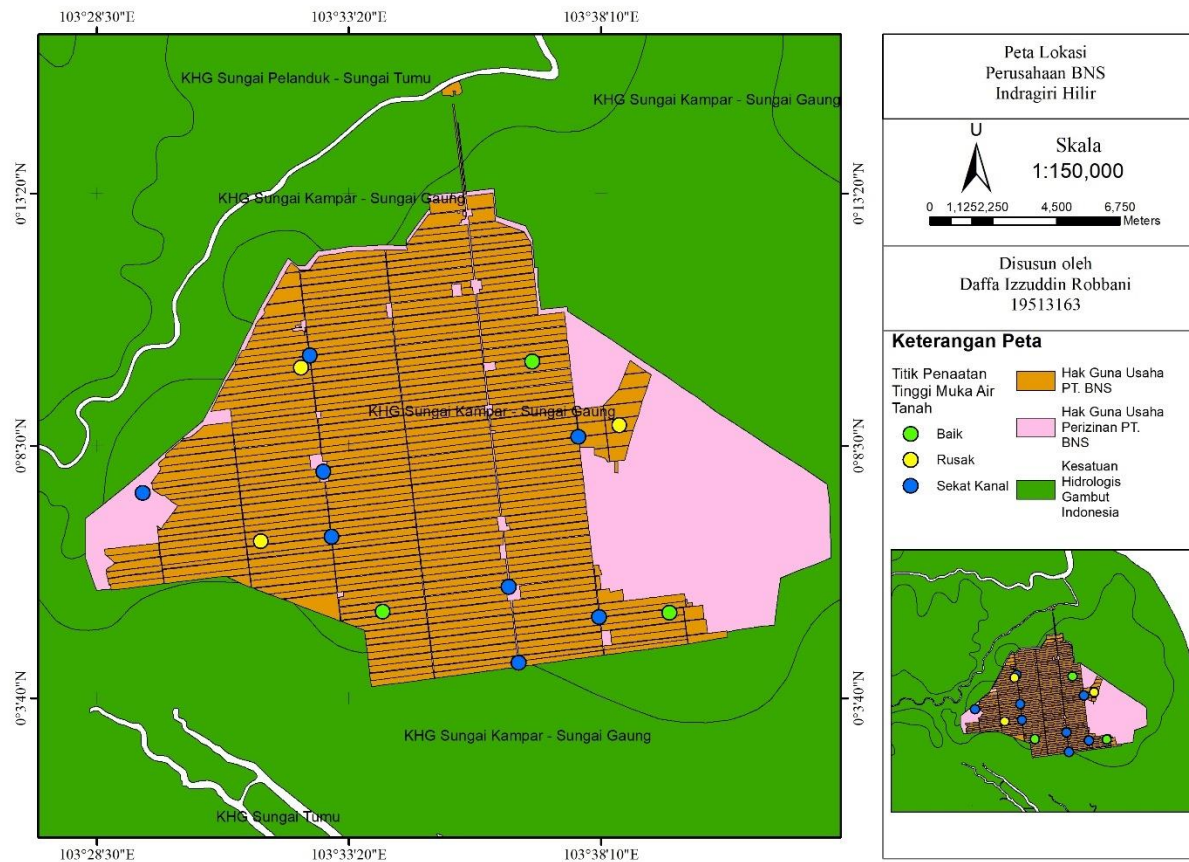 103°28'30"E
103°33'20"E
103°38'10"E
KHG Sungai Pelanduk - Sungai Tumu
KHG Sungai Kampar - Sungai Gaung
0°13'20"N
0°13'20"N
KHG Sungai Kampar - Sungai Gaung
KHG Sungai Kampar - Sungai Gaung
0°8'30"N
0°8'30"N
0°3'40"N
0°3'40"N
KHG Sungai Kampar - Sungai Gaung
KHG Sungai Tumu
103°28'30"E
103°33'20"E
103°38'10"E
Peta Lokasi
Perusahaan BNS
Indragiri Hilir
U
Skala
1:150,000
0 1,1252,250 4,500 6,750
Meters
Disusun oleh
Daffa Izzuddin Robbani
19513163
Keterangan Peta
Titik Penaatan
Tinggi Muka Air
Tanah
Baik
Rusak
Sekat Kanal
Hak Guna Usaha
PT. BNS
Hak Guna Usaha
Perizinan PT.
BNS
Kesatuan
Hidrologis
Gambut
Indonesia